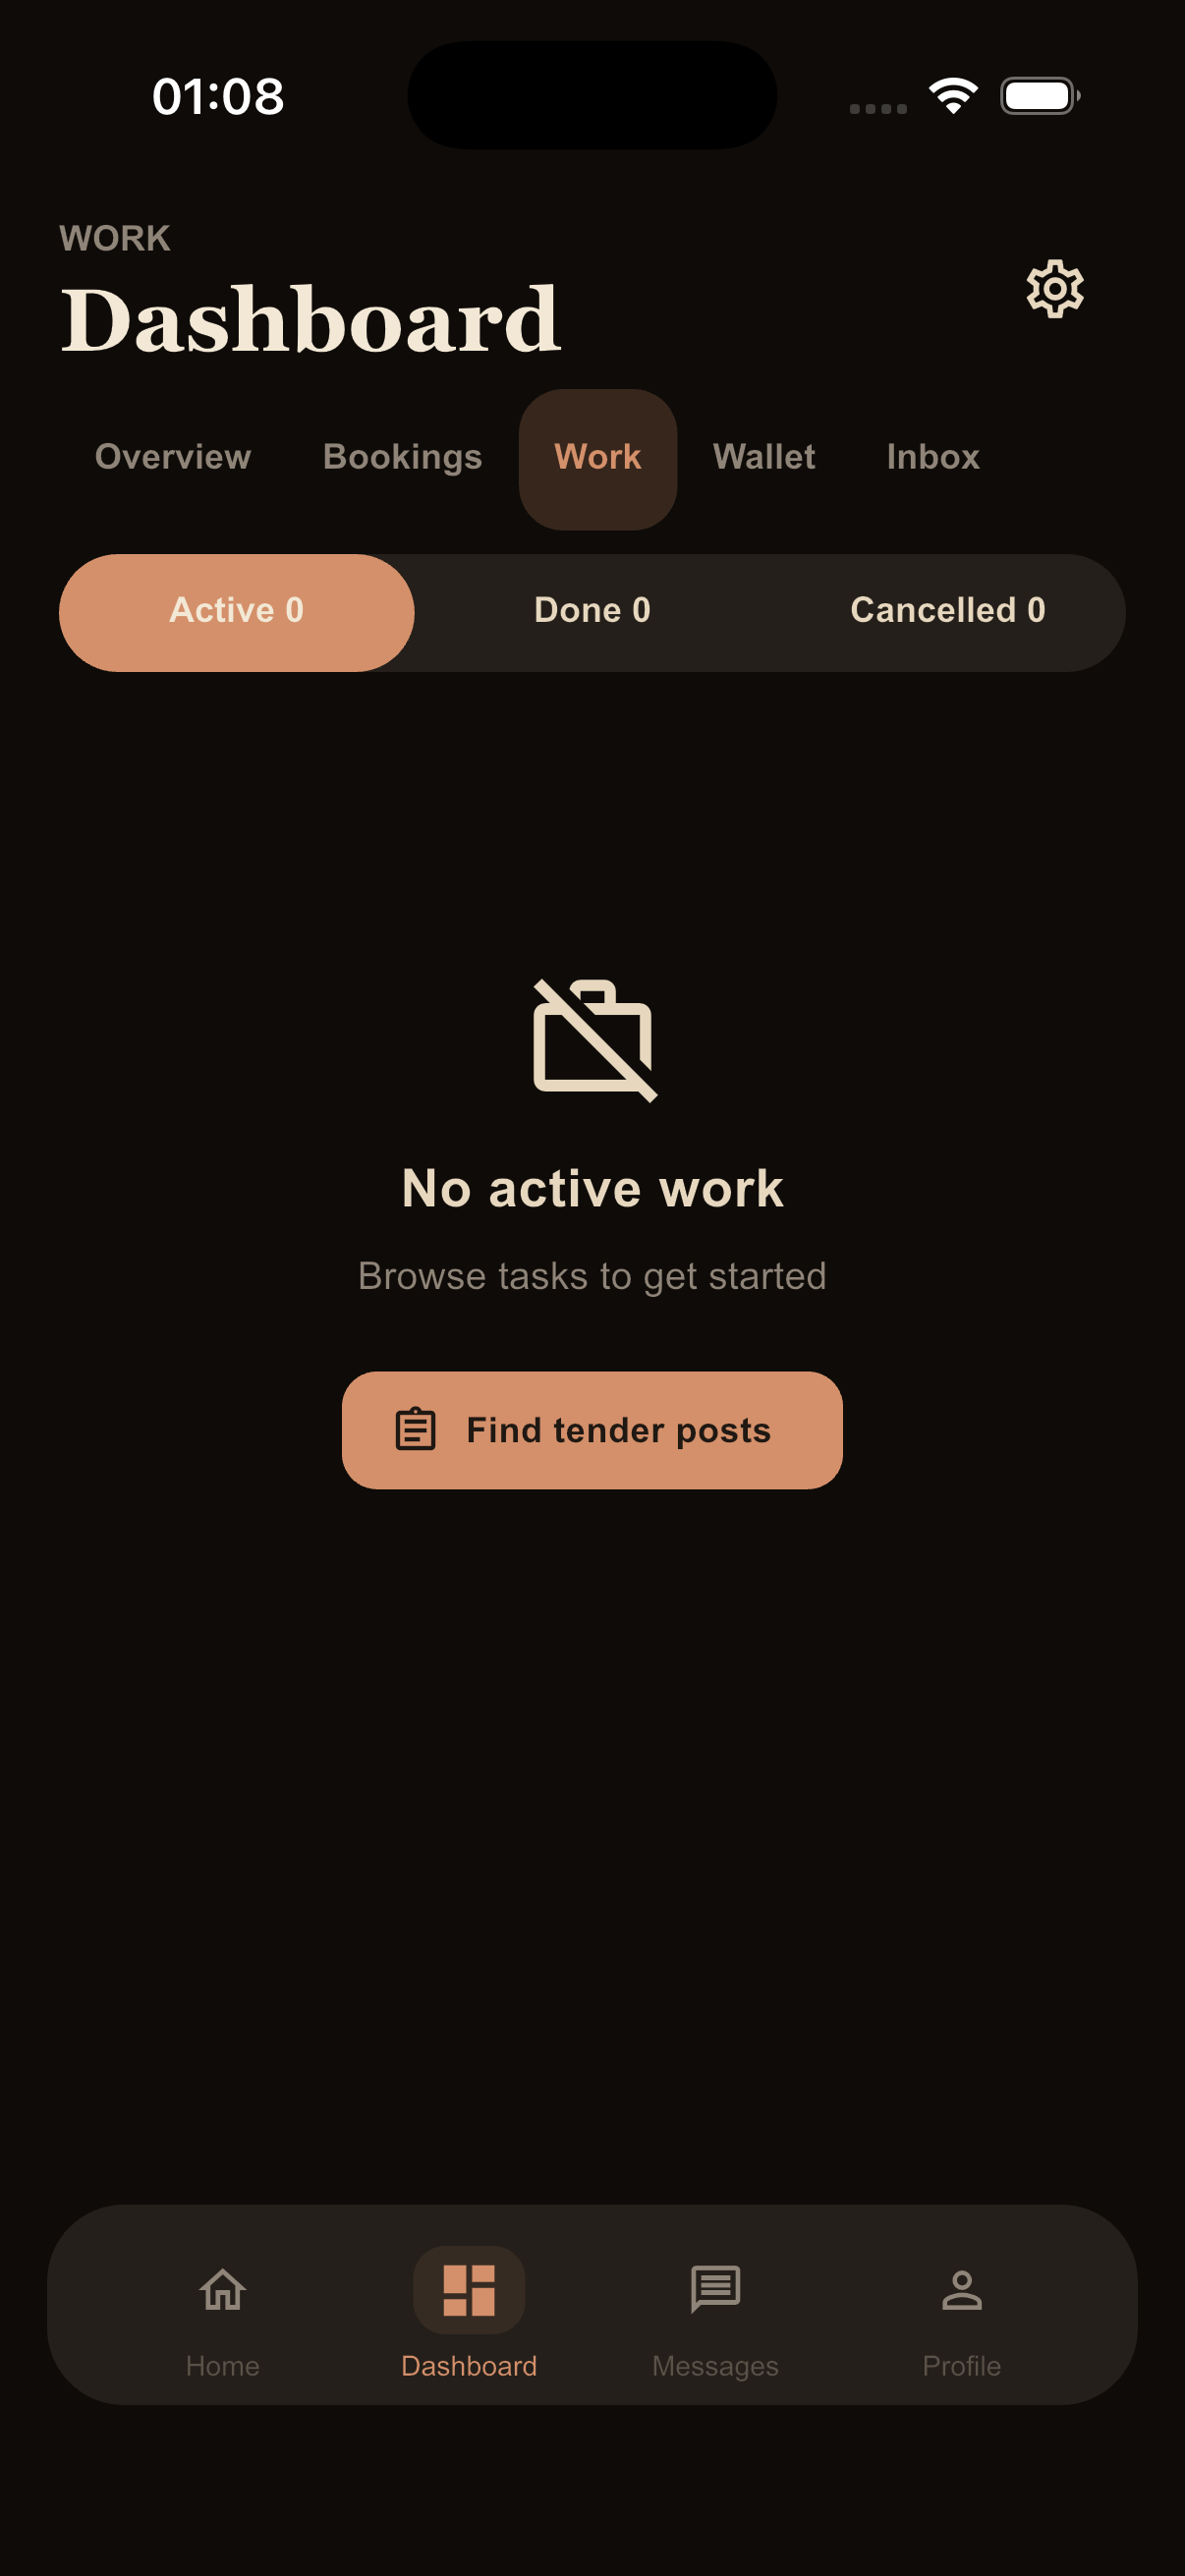 01:08
WORK
Dashboard
Overview Bookings Work Wallet Inbox
Active 0 Done 0 Cancelled 0
No active work
Browse tasks to get started
Find tender posts
Home Dashboard Messages Profile